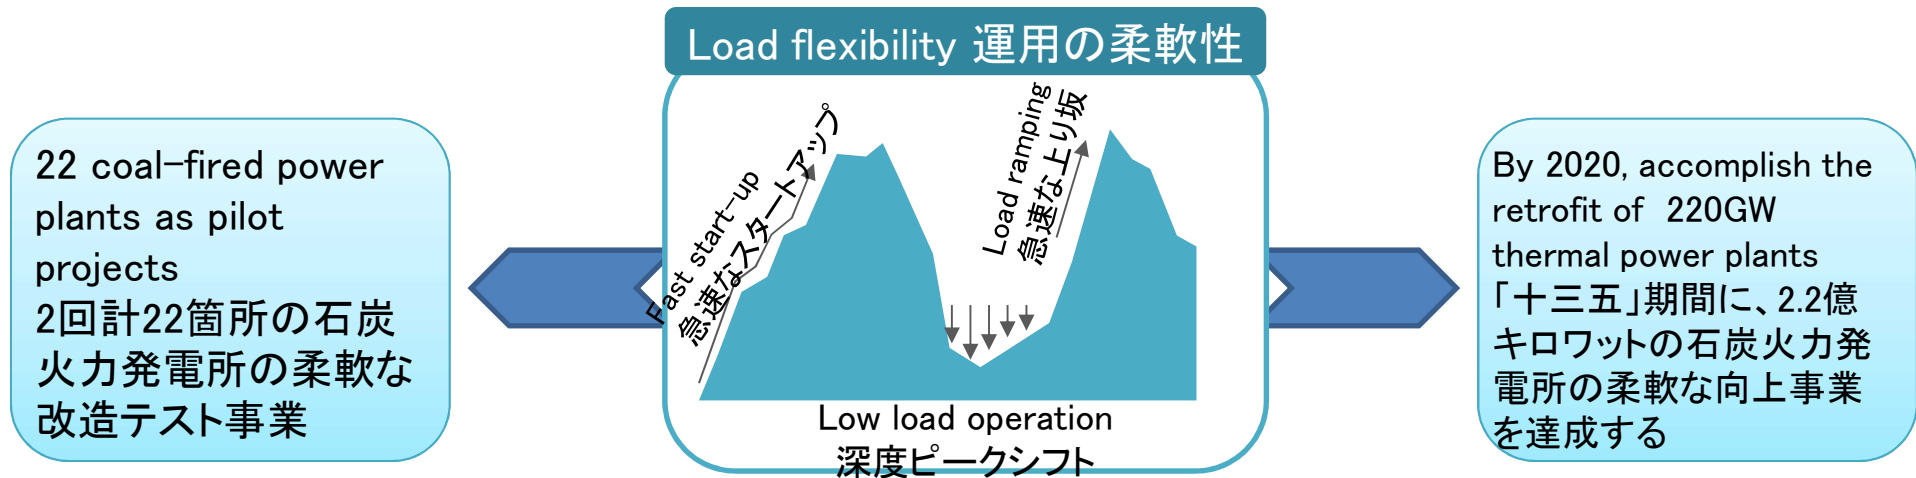 Load flexibility 運用の柔軟性
22 coal-fired power
plants as pilot
projects
2回計22箇所の石炭
火力発電所の柔軟な
改造テスト事業
Fast start-up
急速なスタートアップ
Load ramping
急速な上り坂
Low load operation
深度ピークシフト
By 2020, accomplish the
retrofit of 220GW
thermal power plants
「十三五」期間に、2.2億
キロワットの石炭火力発
電所の柔軟な向上事業
を達成する